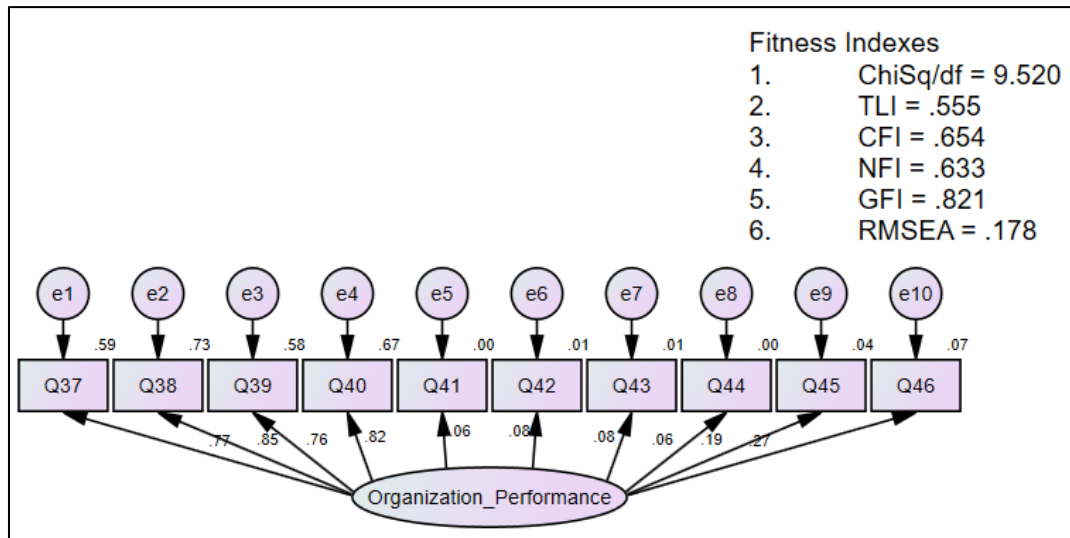 Fitness Indexes
1. ChiSq/df = 9.520
2. TLI = .555
3. CFI = .654
4. NFI = .633
5. GFI = .821
6. RMSEA = .178
e1 e2 e3 e4 e5 e6 e7 e8 e9 e10
.59 .73 .58 .67 .00 .01 .01 .00 .04 .07
Q37 Q38 Q39 Q40 Q41 Q42 Q43 Q44 Q45 Q46
.77 .85 .76 .82 .06 .08 .08 .06 .19 .27
Organization_Performance